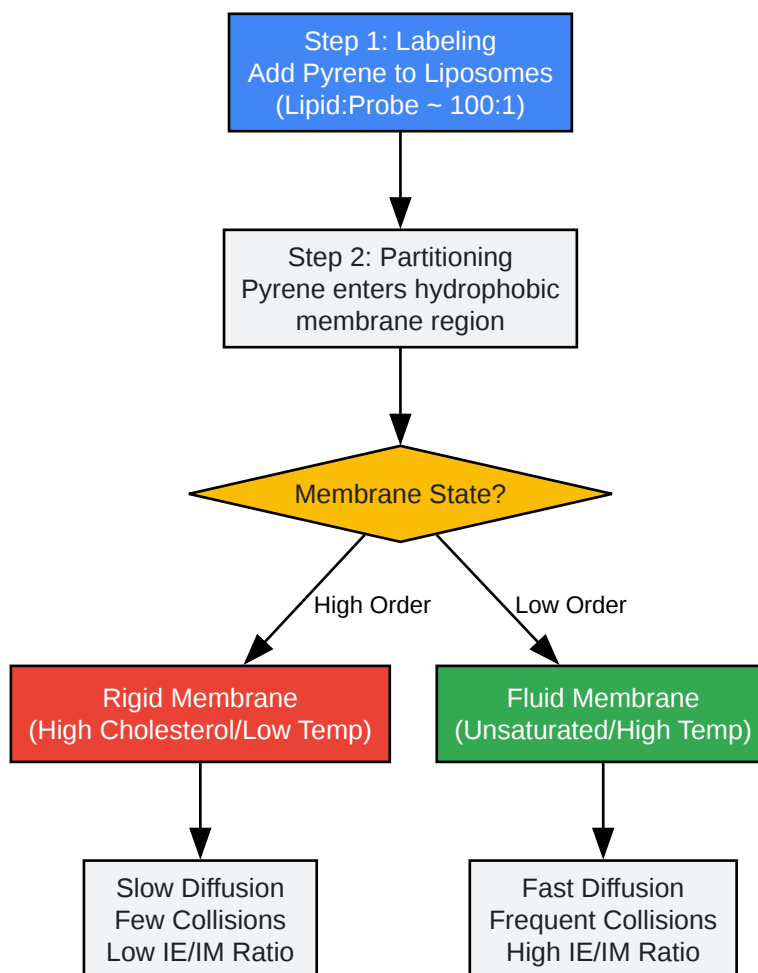 Step 1: Labeling
Add Pyrene to Liposomes
(Lipid:Probe ~ 100:1)
Step 2: Partitioning
Pyrene enters hydrophobic
membrane region
Membrane State?
High Order
Low Order
Rigid Membrane
(High Cholesterol/Low Temp)
Fluid Membrane
(Unsaturated/High Temp)
Slow Diffusion
Few Collisions
Low IE/IM Ratio
Fast Diffusion
Frequent Collisions
High IE/IM Ratio